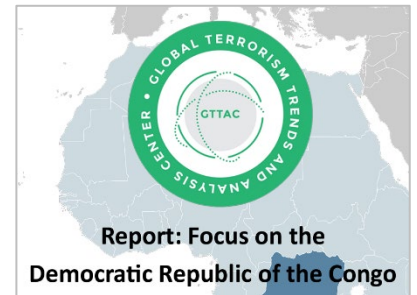 GLOBAL TERRORISM TRENDS AND ANALYSIS CENTER
GTTAC
Report: Focus on the
Democratic Republic of the Congo